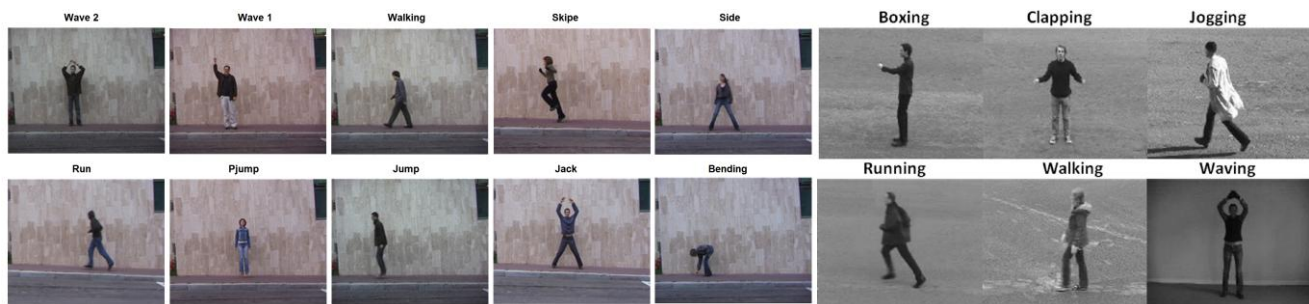 Wave 2 Wave 1 Walking Skipe Side Boxing Clapping Jogging
Run Pjump Jump Jack Bending Running Walking Waving